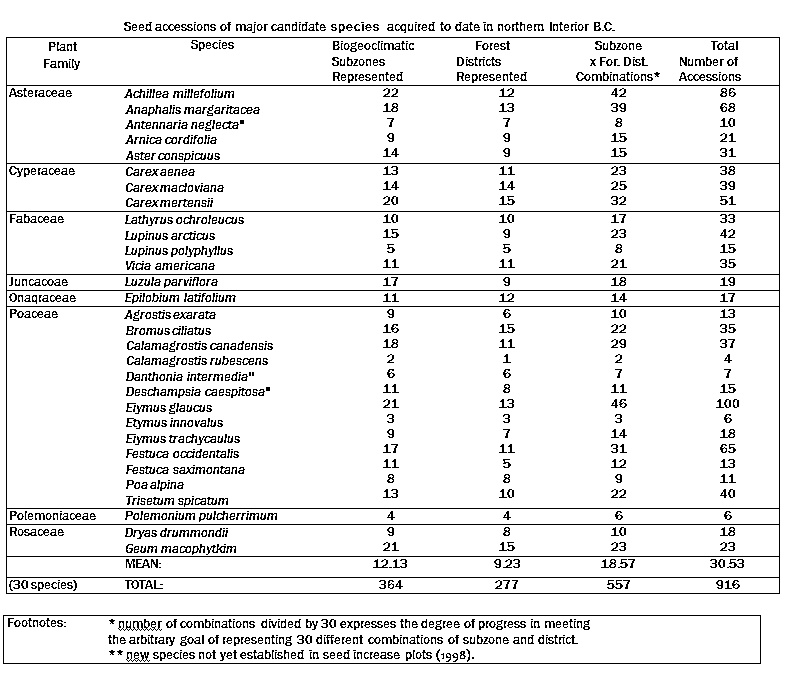 Seed accessions of major candidate species acquired to date in northern Interior B.C.
Plant Family Species Biogeoclimatic Subzones Represented Forest Districts Represented Subzone x For. Dist. Combinations* Total Number of Accessions
Asteraceae Achillea millefolium 22 12 42 86
Anaphalis margaritacea 18 13 39 68
Antennaria neglecta* 7 7 8 10
Arnica cordifolia 9 9 15 21
Aster conspicuus 14 9 15 31
Cyperaceae Carex aenea 13 11 23 38
Carex macloviana 14 14 25 39
Carex mertensii 20 15 32 51
Fabaceae Lathyrus ochroleucus 10 10 17 33
Lupinus arcticus 15 9 23 42
Lupinus polyphyllus 5 5 8 15
Vicia americana 11 11 21 35
Juncacoae Luzula parviflora 17 9 18 19
Onaqraceae Epilobium latifolium 11 12 14 17
Poaceae Agrostis exarata 9 6 10 13
Bromus ciliatus 16 15 22 35
Calamagrostis canadensis 18 11 29 37
Calamagrostis rubescens 2 1 2 4
Danthonia intermedia" 6 6 7 7
Deschampsia caespitosa* 11 8 11 15
Eiymus glaucus 21 13 46 100
Etymus innovalus 3 3 3 6
Eiymus trachycaulus 9 7 14 18
Festuca occidentalis 17 11 31 65
Festuca saximontana 11 5 12 13
Poa alpina 8 8 9 11
Trisetum spicatum 13 10 22 40
Polemoniaceae Polemonium pulcherrimum 4 4 6 6
Rosaceae Dryas drummondii 9 8 10 18
Geum macophytkim 21 15 23 23
MEAN: 12.13 9.23 18.57 30.53
(30 species) TOTAL: 364 277 557 916
Footnotes: * number of combinations divided by 30 expresses the degree of progress in meeting
the arbitrary goal of representing 30 different combinations of subzone and district.
** new species not yet established in seed increase plots (1998).